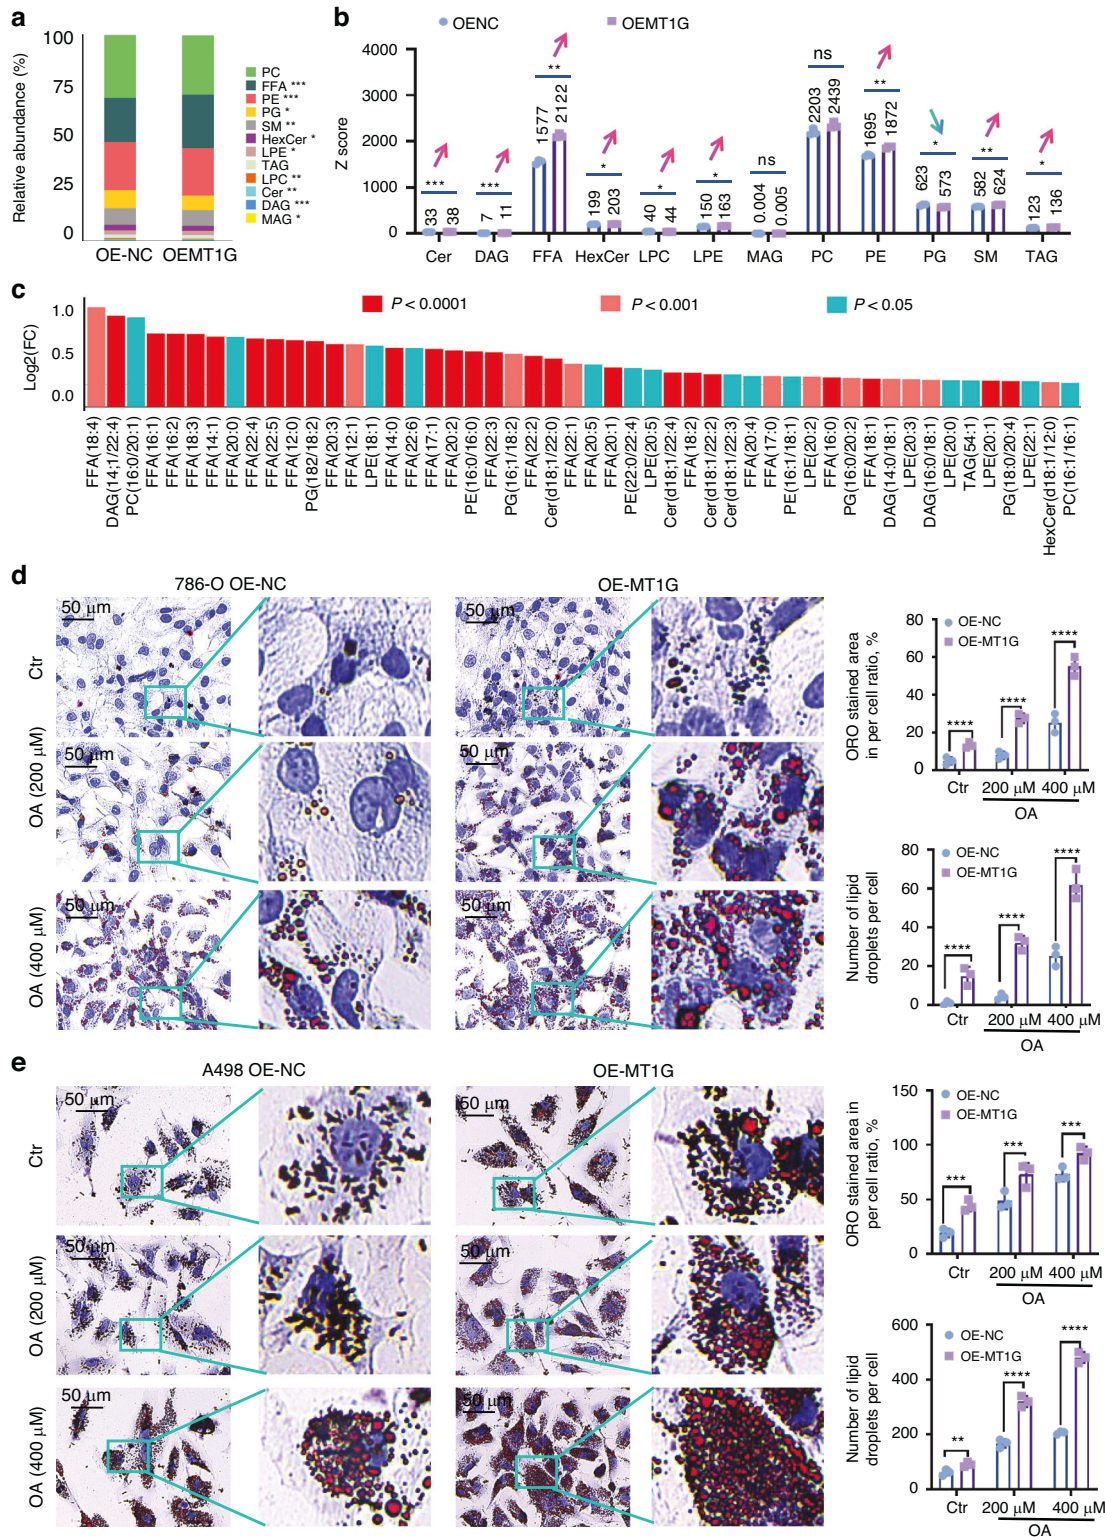 a
Relative abundance (%)
100
75
50
25
0
OE-NC OEMT1G
PC
FFA ***
PE ***
PG *
SM **
HexCer *
LPE *
TAG
LPC **
Cer **
DAG ***
MAG *
b
OENC OEMT1G
Z score
4000
3000
2000
1000
0
*** *** ** * * * ns ns ** * ** *
33 38 7 11 1577 2122 199 203 40 44 150 163 0.004 0.005 2203 2439 1695 1872 623 573 582 624 123 136
Cer DAG FFA HexCer LPC LPE MAG PC PE PG SM TAG
c
Log2(FC)
1.0
0.5
0.0
P < 0.0001 P < 0.001 P < 0.05
FFA(18:4)
DAG(14:1/22:4)
PC(16:0/20:1)
FFA(16:1)
FFA(16:2)
FFA(18:3)
FFA(14:1)
FFA(20:0)
FFA(22:4)
FFA(22:5)
FFA(12:0)
PG(182/18:2)
FFA(20:3)
FFA(12:1)
LPE(18:1)
FFA(14:0)
FFA(22:6)
FFA(17:1)
FFA(20:2)
PE(16:0/16:0)
FFA(22:3)
PG(16:1/18:2)
FFA(22:2)
Cer(d18:1/22:0)
FFA(22:1)
FFA(20:5)
FFA(20:1)
PE(22:0/22:4)
LPE(20:5)
Cer(d18:1/22:4)
FFA(18:2)
Cer(d18:1/22:2)
Cer(d18:1/22:3)
FFA(20:4)
FFA(17:0)
PE(16:1/18:1)
FFA(18:2)
FFA(16:0)
PG(16:0/20:2)
FFA(18:1)
DAG(14:0/18:1)
LPE(20:3)
DAG(16:0/18:1)
LPE(20:0)
TAG(54:1)
LPE(20:1)
PG(18:0/20:4)
LPE(22:1)
HexCer(d18:1/12:0)
PC(16:1/16:1)
d
786-O OE-NC OE-MT1G
Ctr
50 μm
50 μm
OA (200 μM)
50 μm
50 μm
OA (400 μM)
50 μm
50 μm
ORO stained area
in per cell ratio, %
80
60
40
20
0
OE-NC
OE-MT1G
**** **** ****
Ctr 200 μM 400 μM
OA
Number of lipid
droplets per cell
80
60
40
20
0
OE-NC
OE-MT1G
**** **** ****
Ctr 200 μM 400 μM
OA
e
A498 OE-NC OE-MT1G
Ctr
50 μm
50 μm
OA (200 μM)
50 μm
50 μm
OA (400 μM)
50 μm
50 μm
ORO stained area in
per cell ratio, %
150
100
50
0
OE-NC
OE-MT1G
*** *** ***
Ctr 200 μM 400 μM
OA
Number of lipid
droplets per cell
600
400
200
0
OE-NC
OE-MT1G
** **** ****
Ctr 200 μM 400 μM
OA